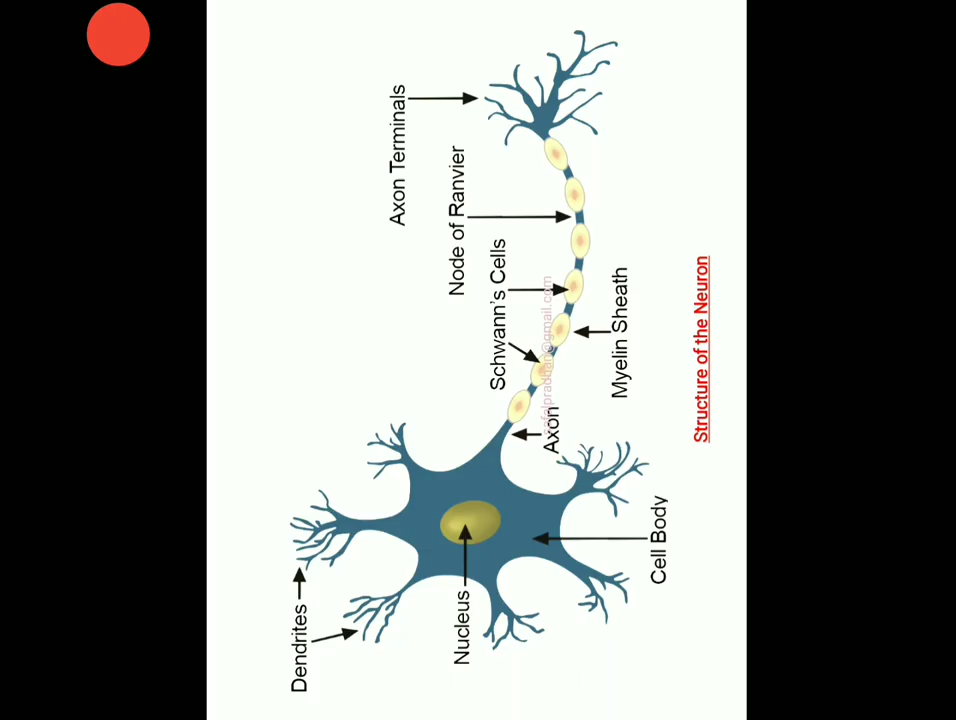 Dendrites
Axon Terminals
Node of Ranvier
Schwann's Cells
Nucleus
Axon
Myelin Sheath
Cell Body
Structure of the Neuron